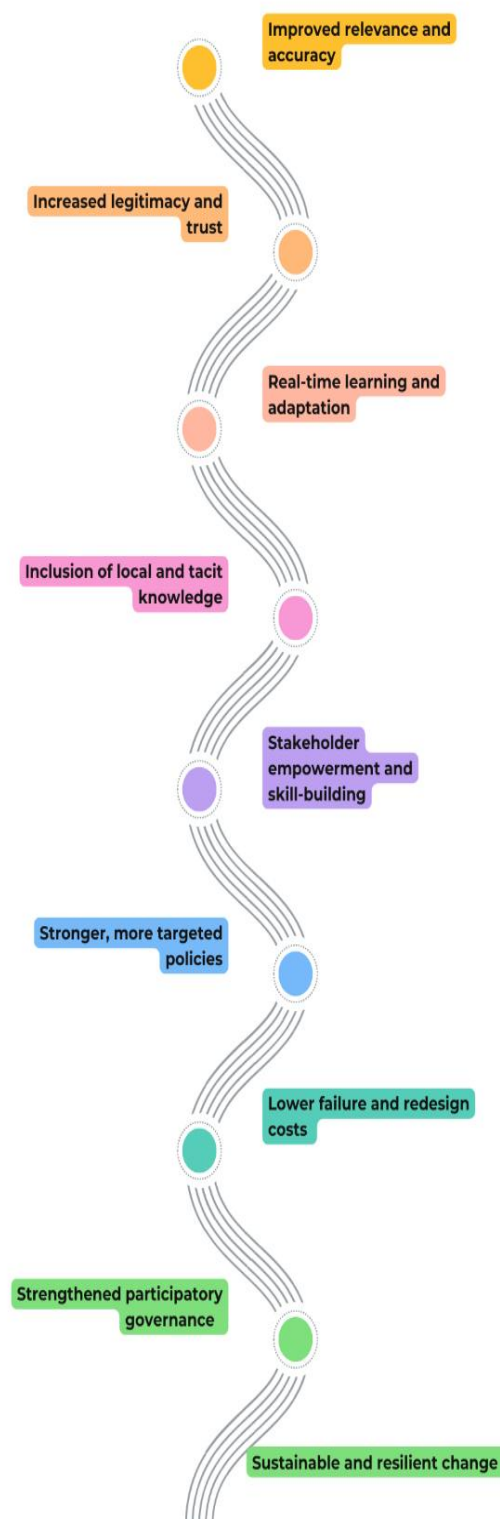 Improved relevance and
accuracy
Increased legitimacy and
trust
Real-time learning and
adaptation
Inclusion of local and tacit
knowledge
Stakeholder
empowerment and
skill-building
Stronger, more targeted
policies
Lower failure and redesign
costs
Strengthened participatory
governance
Sustainable and resilient change